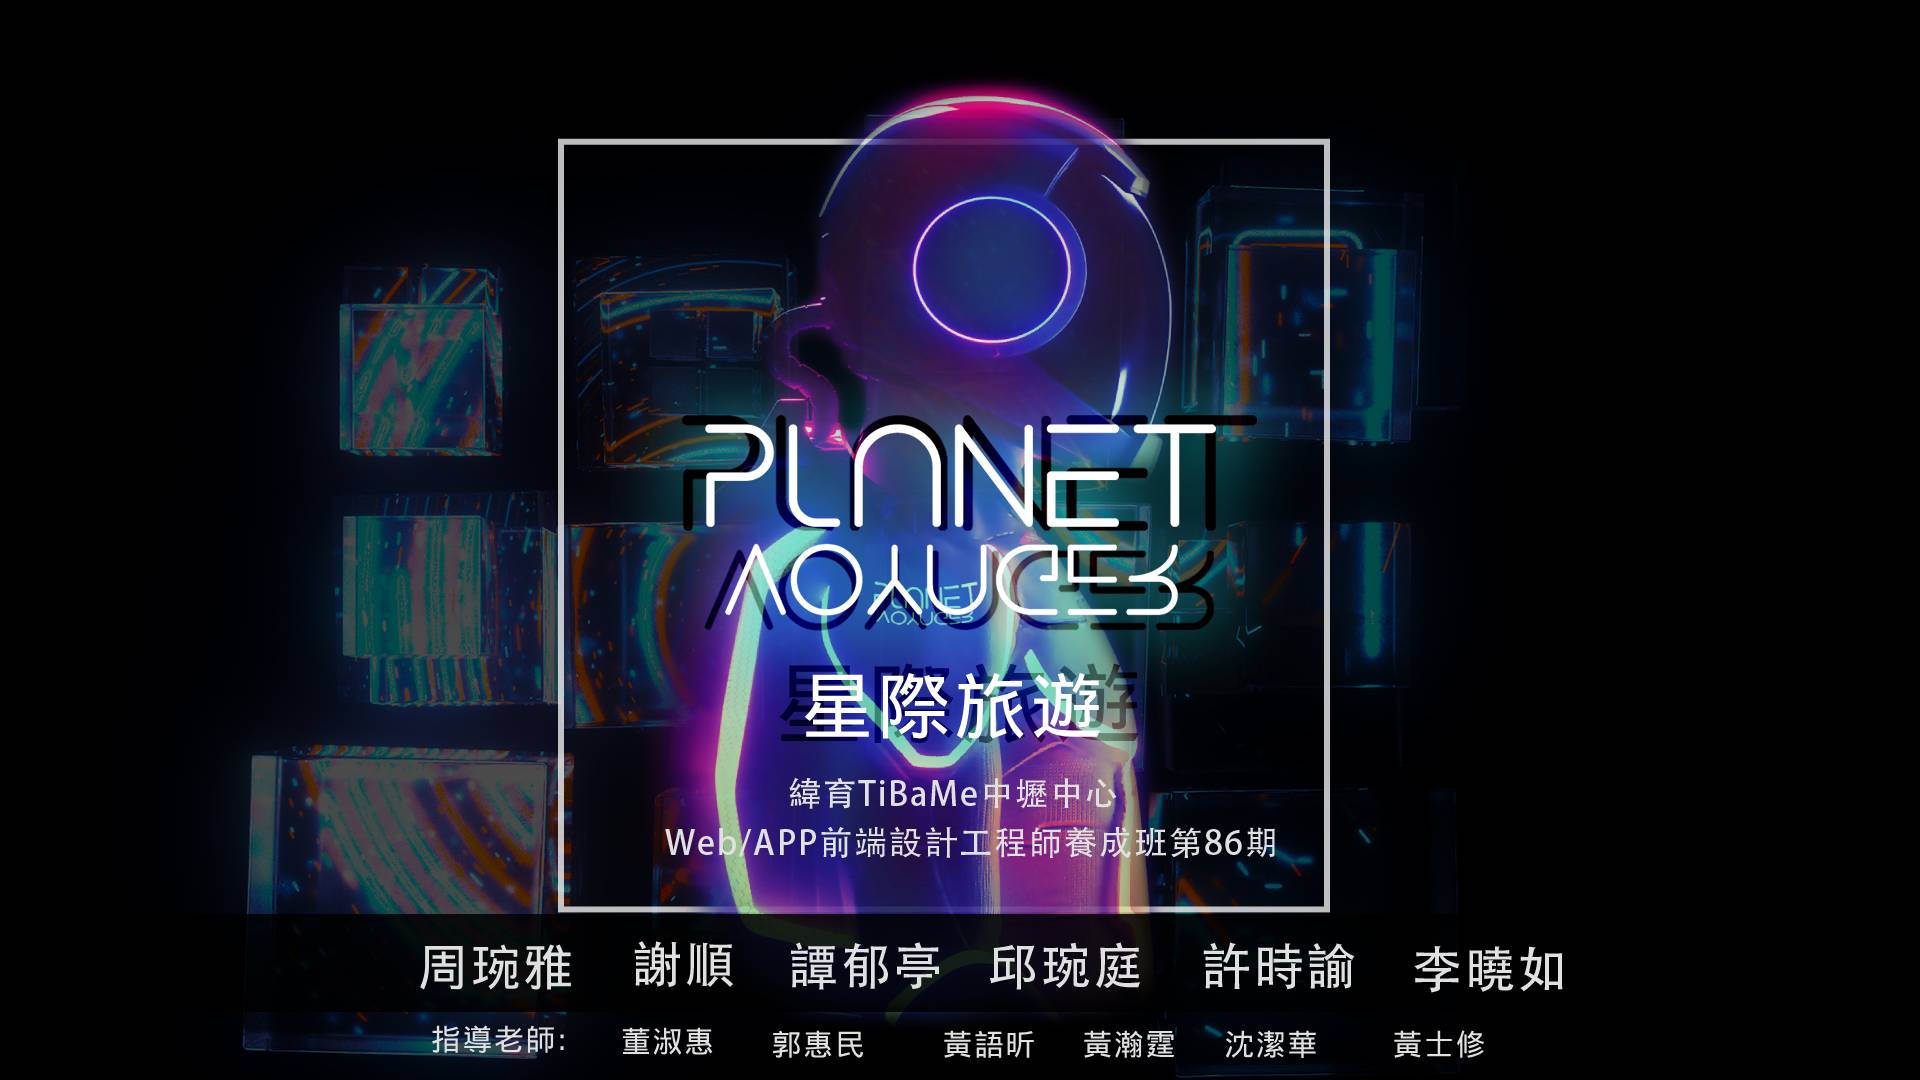 PLANET
星際旅遊
緯育TiBaMe中壢中心
Web/APP前端設計工程師養成班第86期
周琬雅 謝順 譚郁亭 邱琬庭 許時諭 李曉如
指導老師: 董淑惠 郭惠民 黃語昕 黃瀚霆 沈潔華 黃士修